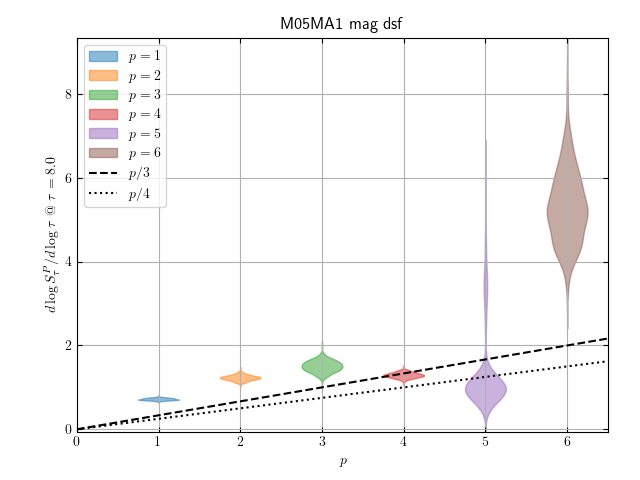 M05MA1 mag dsf
p = 1
p = 2
p = 3
p = 4
p = 5
p = 6
p/3
p/4
d log S_τ^P / d log τ @ τ = 8.0
8
6
4
2
0
0 1 2 3 4 5 6
p